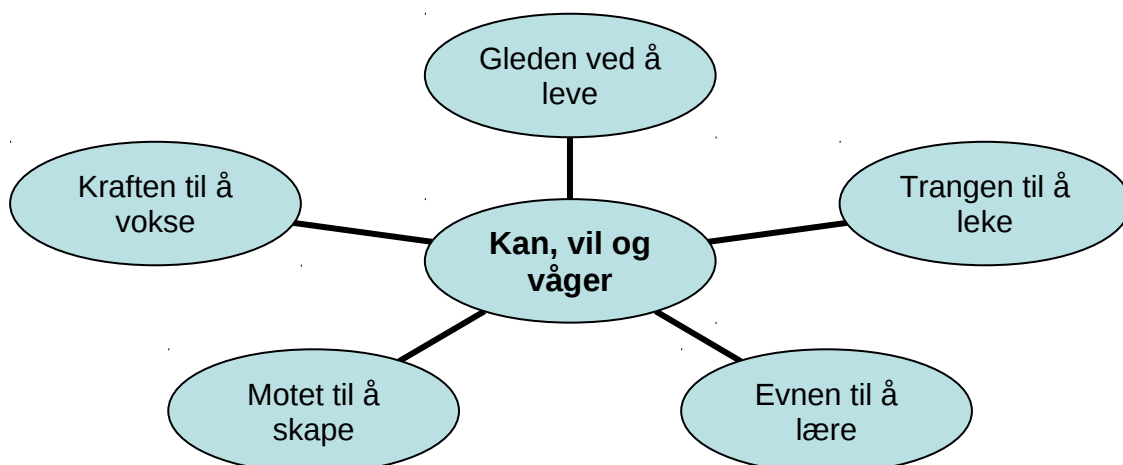 Gleden ved å
leve
Kraften til å
vokse
Trangen til å
leke
Kan, vil og
våger
Motet til å
skape
Evnen til å
lære